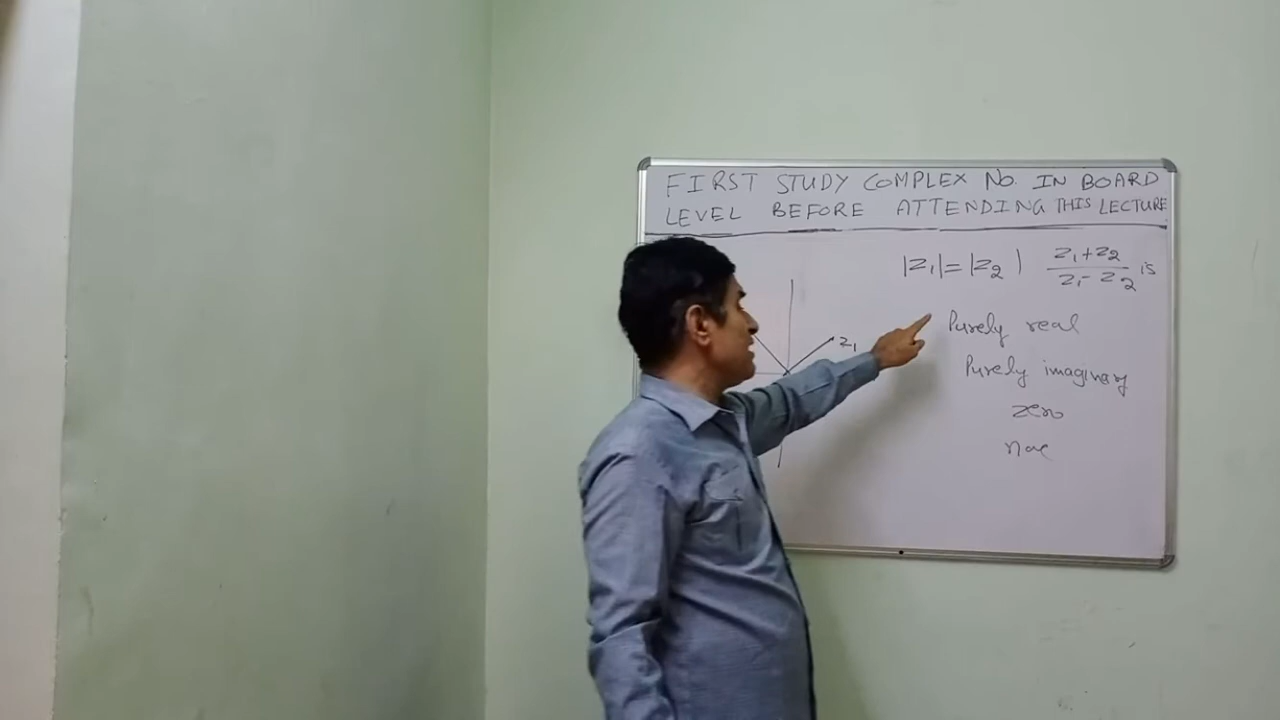 FIRST STUDY COMPLEX NO. IN BOARD
LEVEL BEFORE ATTENDING THIS LECTURE
|z₁|=|z₂| (z₁+z₂)/(z₁-z₂) is
z₁
Purely real
Purely imaginary
zero